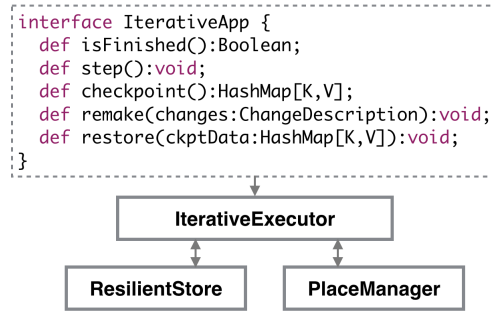 interface IterativeApp {
def isFinished():Boolean;
def step():void;
def checkpoint():HashMap[K,V];
def remake(changes:ChangeDescription):void;
def restore(ckptData:HashMap[K,V]):void;
}
IterativeExecutor
ResilientStore
PlaceManager